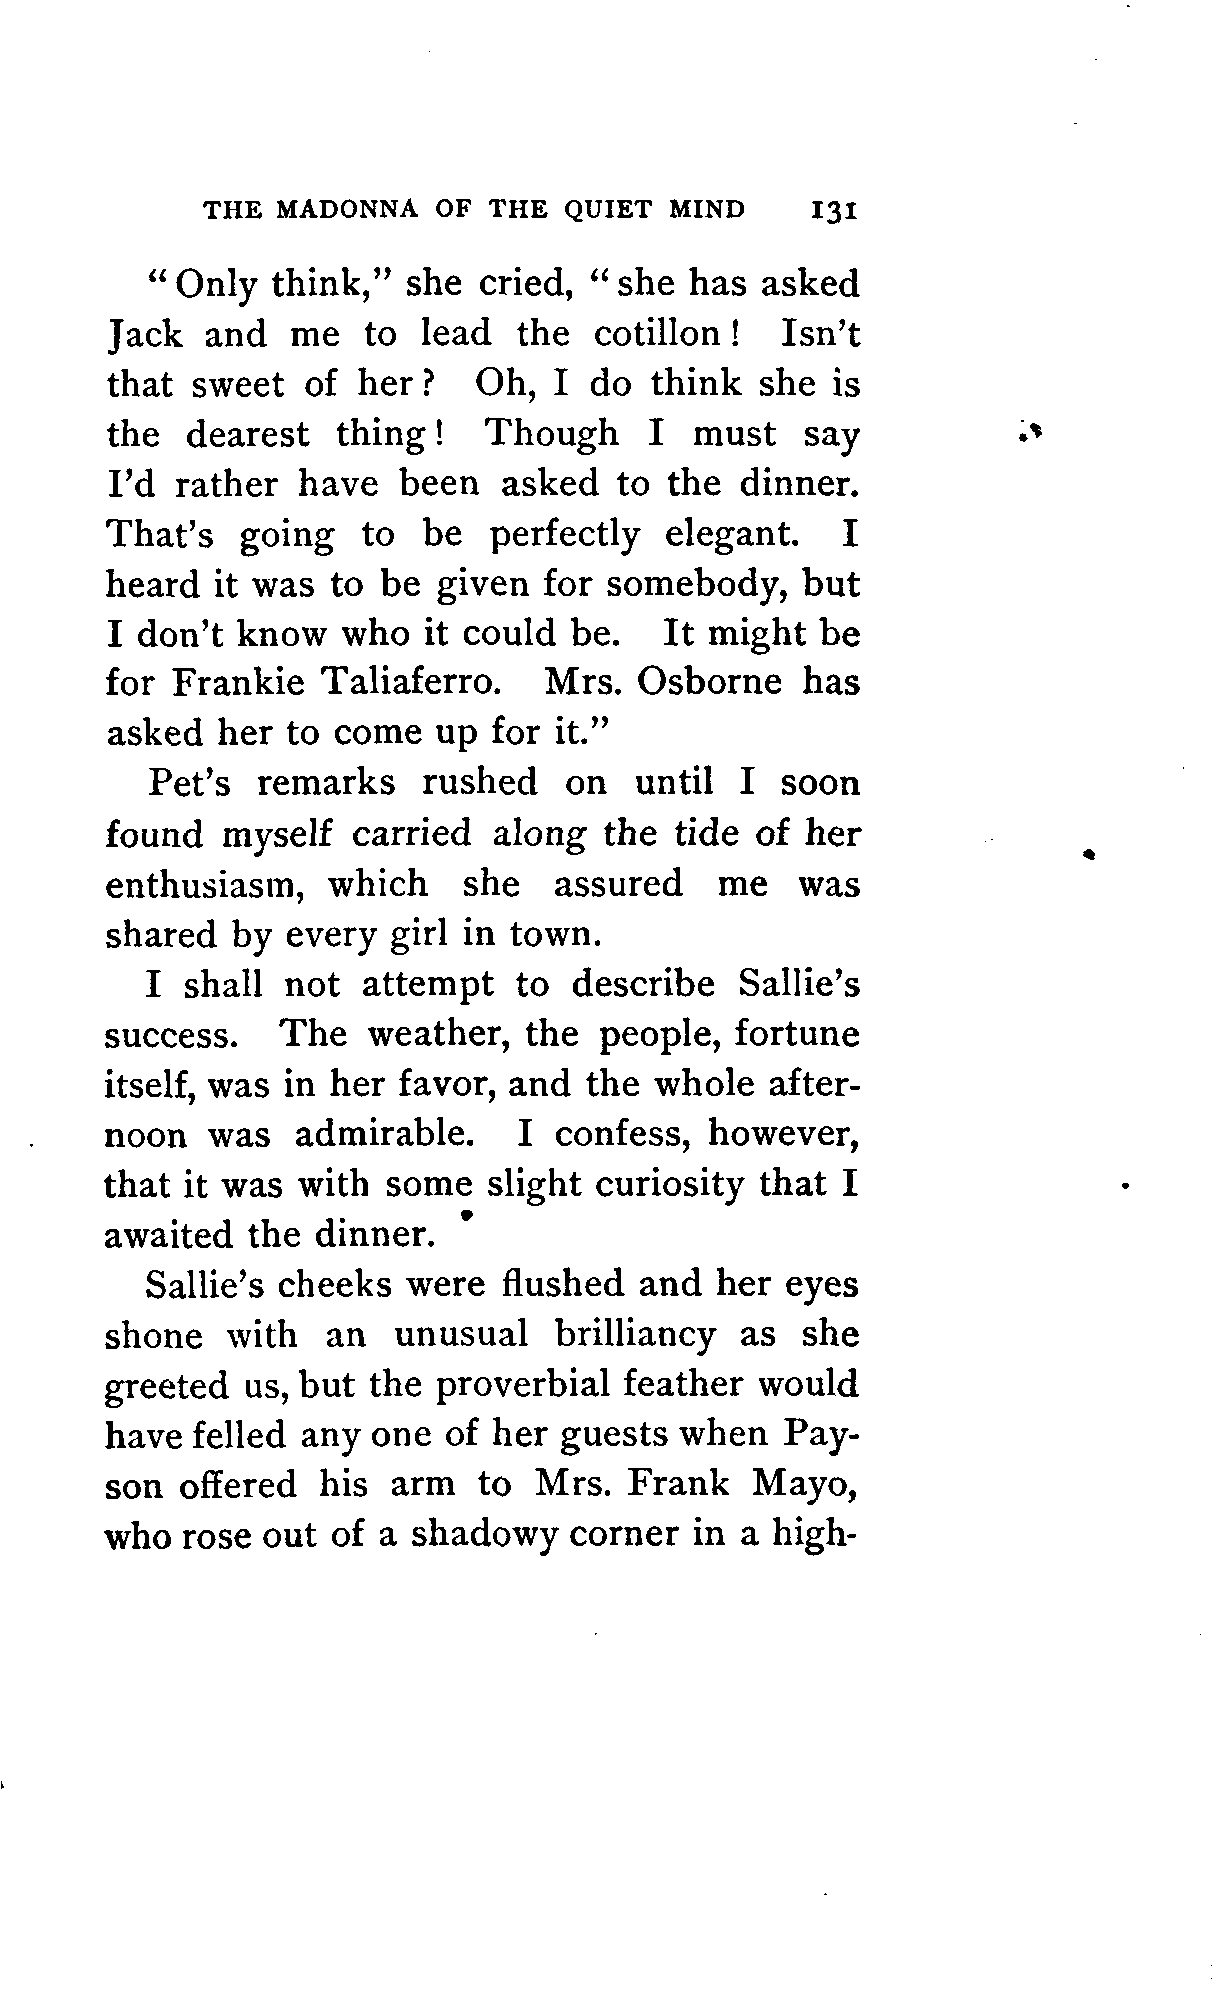 THE MADONNA OF THE QUIET MIND 131
“Only think,” she cried, “she has asked
Jack and me to lead the cotillon! Isn't
that sweet of her? Oh, I do think she is
the dearest thing! Though I must say
I'd rather have been asked to the dinner.
That's going to be perfectly elegant. I
heard it was to be given for somebody, but
I don't know who it could be. It might be
for Frankie Taliaferro. Mrs. Osborne has
asked her to come up for it.”
Pet's remarks rushed on until I soon
found myself carried along the tide of her
enthusiasm, which she assured me was
shared by every girl in town.
I shall not attempt to describe Sallie's
success. The weather, the people, fortune
itself, was in her favor, and the whole after-
noon was admirable. I confess, however,
that it was with some slight curiosity that I
awaited the dinner.
Sallie's cheeks were flushed and her eyes
shone with an unusual brilliancy as she
greeted us, but the proverbial feather would
have felled any one of her guests when Pay-
son offered his arm to Mrs. Frank Mayo,
who rose out of a shadowy corner in a high-